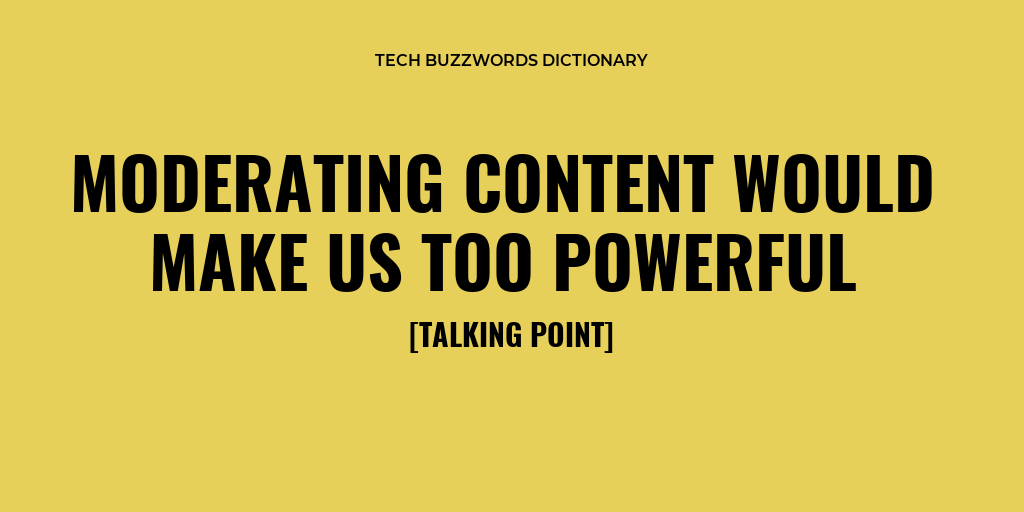 TECH BUZZWORDS DICTIONARY
MODERATING CONTENT WOULD
MAKE US TOO POWERFUL
[TALKING POINT]